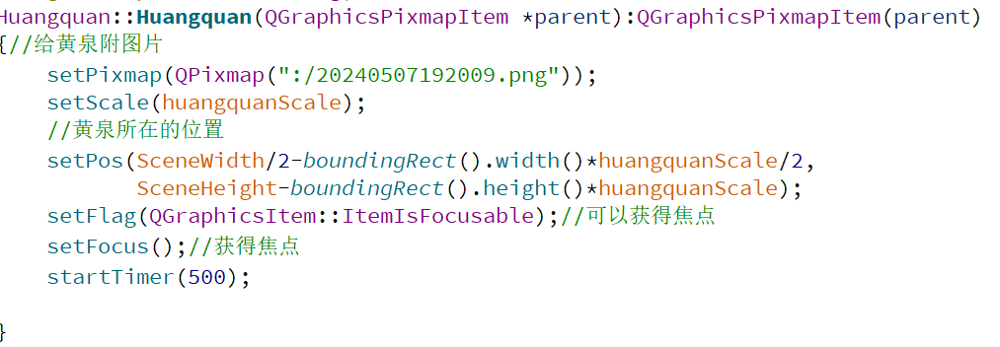 Huangquan::Huangquan(QGraphicsPixmapItem *parent):QGraphicsPixmapItem(parent)
{//给黄泉附图片
    setPixmap(QPixmap(":/20240507192009.png"));
    setScale(huangquanScale);
    //黄泉所在的位置
    setPos(SceneWidth/2-boundingRect().width()*huangquanScale/2,
           SceneHeight-boundingRect().height()*huangquanScale);
    setFlag(QGraphicsItem::ItemIsFocusable);//可以获得焦点
    setFocus();//获得焦点
    startTimer(500);
}